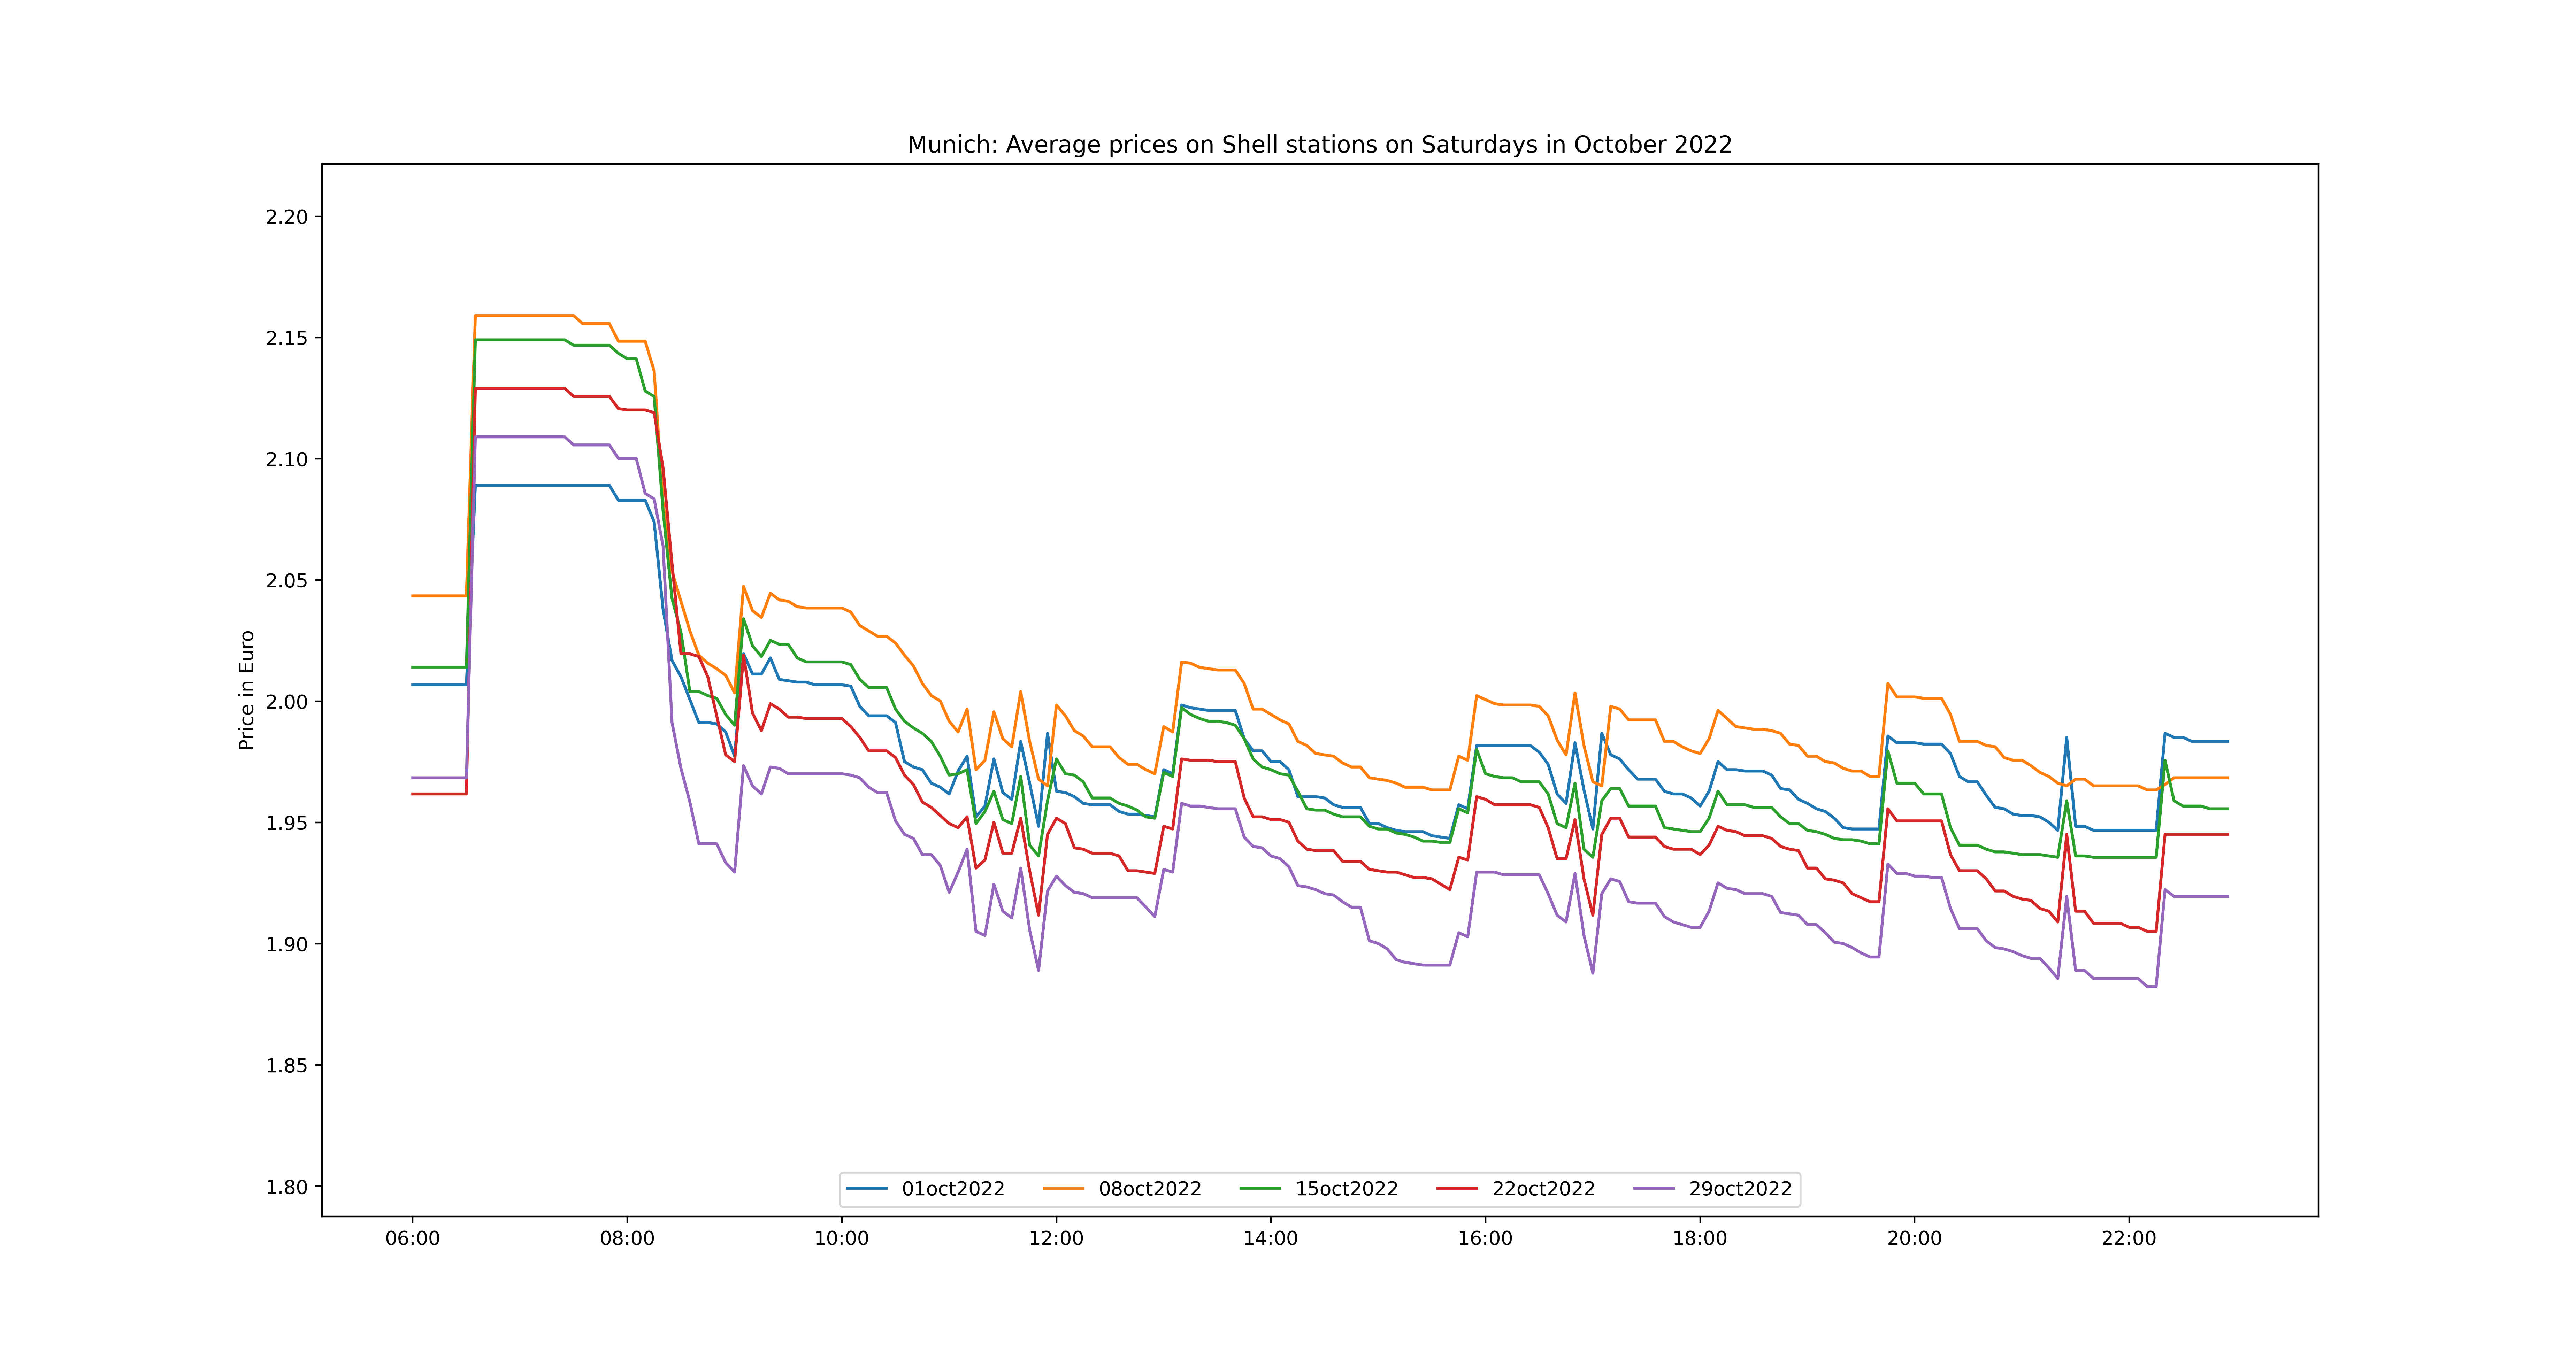 Munich: Average prices on Shell stations on Saturdays in October 2022
Price in Euro
2.20
2.15
2.10
2.05
2.00
1.95
1.90
1.85
1.80
01oct2022 08oct2022 15oct2022 22oct2022 29oct2022
06:00 08:00 10:00 12:00 14:00 16:00 18:00 20:00 22:00